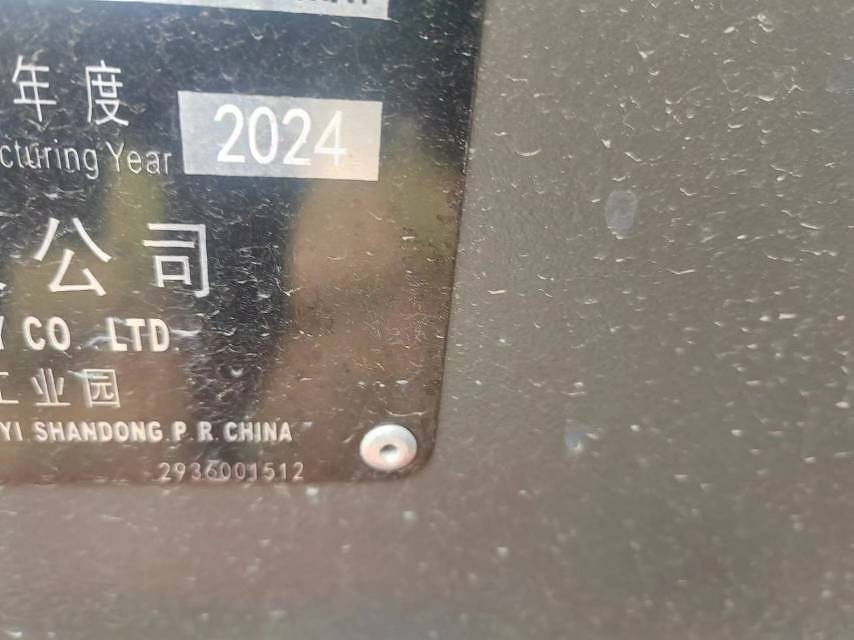 年度
cturing Year 2024
公司
Y CO. LTD.
工业园
YI SHANDONG.P.R.CHINA
2936001512